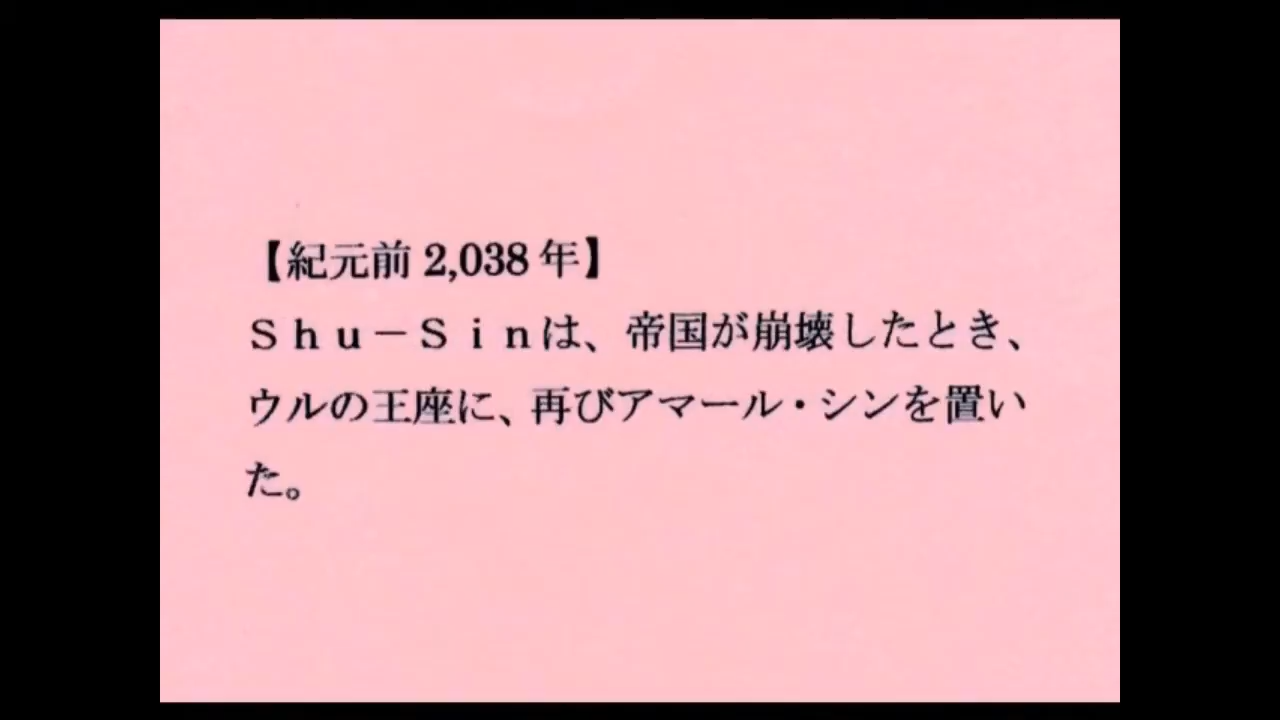 【紀元前 2,038 年】
Ｓｈｕ－Ｓｉｎは、帝国が崩壊したとき、
ウルの王座に、再びアマール・シンを置い
た。